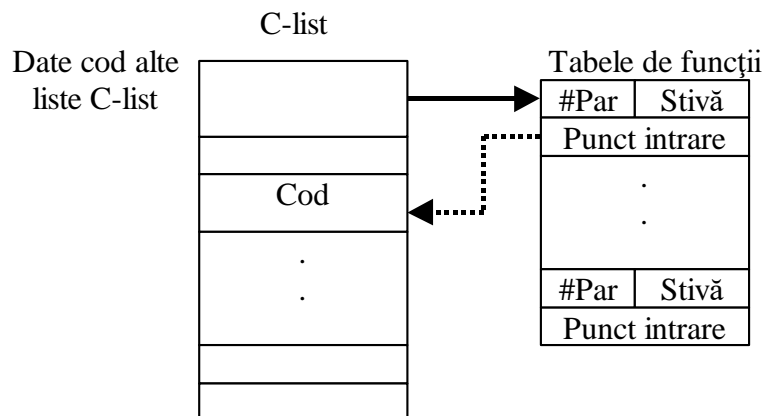 C-list
Date cod alte
liste C-list
Tabele de funcţii
#Par Stivă
Punct intrare
Cod
.
.
.
.
#Par Stivă
Punct intrare